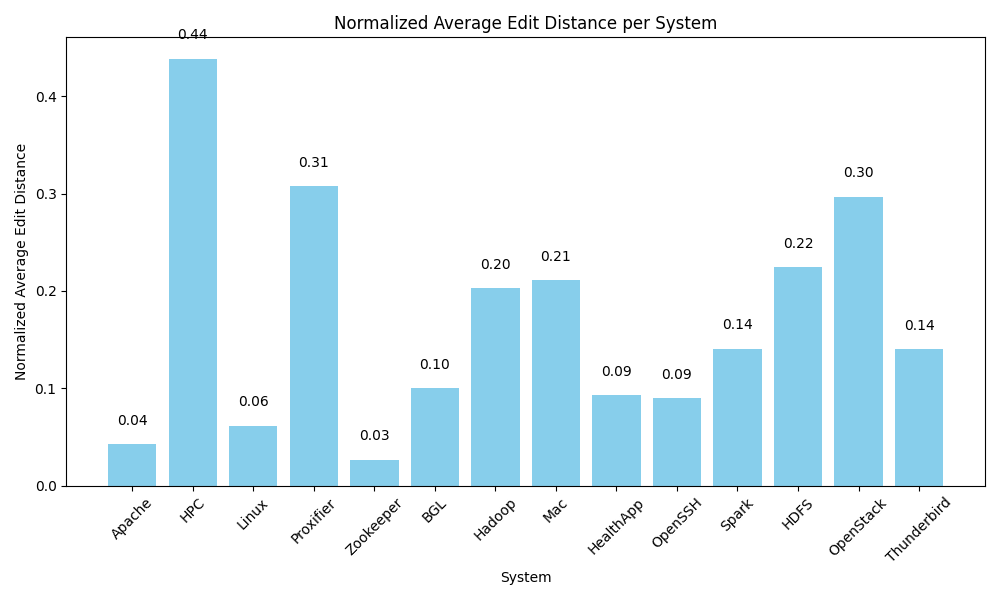 Normalized Average Edit Distance per System
Normalized Average Edit Distance
0.4
0.3
0.2
0.1
0.0
0.04
0.44
0.06
0.31
0.03
0.10
0.20
0.21
0.09
0.09
0.14
0.22
0.30
0.14
Apache
HPC
Linux
Proxifier
Zookeeper
BGL
Hadoop
Mac
HealthApp
OpenSSH
Spark
HDFS
OpenStack
Thunderbird
System